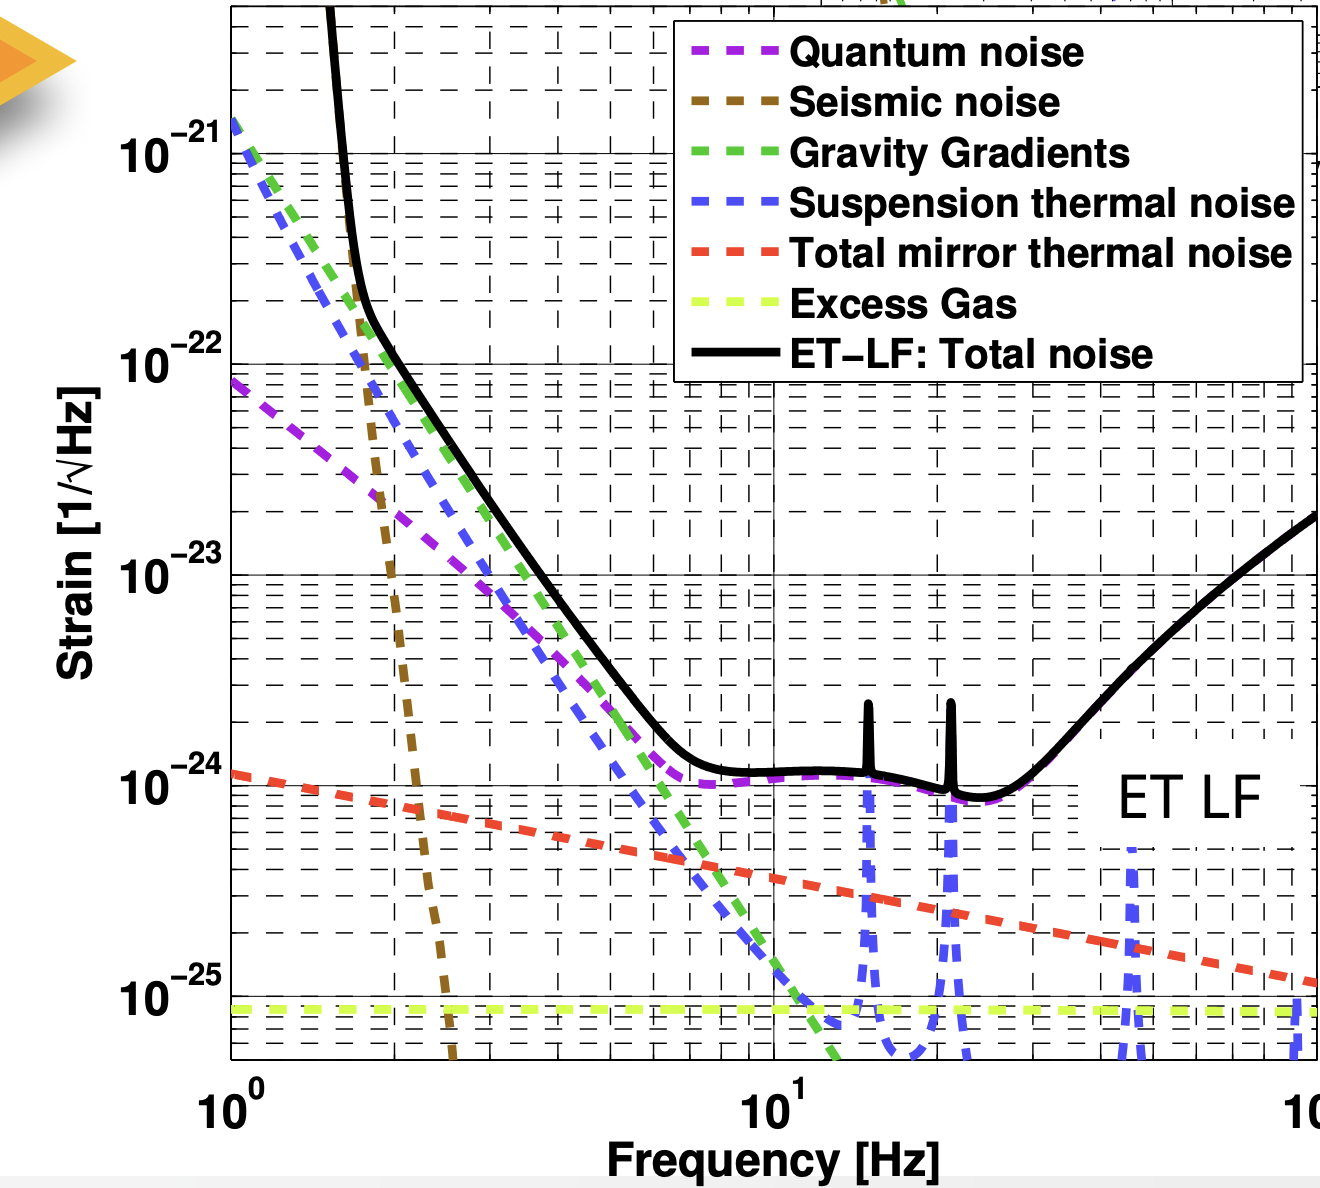 Quantum noise
Seismic noise
Gravity Gradients
Suspension thermal noise
Total mirror thermal noise
Excess Gas
ET−LF: Total noise
10⁻²¹
10⁻²²
10⁻²³
10⁻²⁴
10⁻²⁵
Strain [1/√Hz]
ET LF
10⁰
10¹
10
Frequency [Hz]